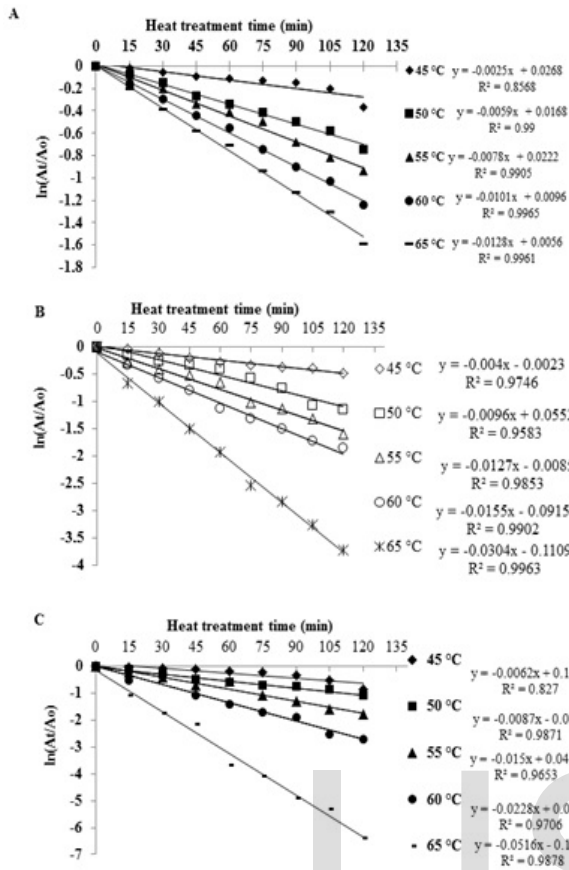 A
Heat treatment time (min)
0 15 30 45 60 75 90 105 120 135
0
-0.2
-0.4
-0.6
-0.8
-1
-1.2
-1.4
-1.6
-1.8
ln(At/Ao)
45 °C y = -0.0025x + 0.0268
R² = 0.8568
50 °C y = -0.0059x + 0.0168
R² = 0.99
55 °C y = -0.0078x + 0.0222
R² = 0.9905
60 °C y = -0.0101x + 0.0096
R² = 0.9965
65 °C y = -0.0128x + 0.0056
R² = 0.9961
B
Heat treatment time (min)
0 15 30 45 60 75 90 105 120 135
0
-0.5
-1
-1.5
-2
-2.5
-3
-3.5
-4
ln(At/Ao)
45 °C y = -0.004x - 0.0023
R² = 0.9746
50 °C y = -0.0096x + 0.055
R² = 0.9583
55 °C y = -0.0127x - 0.008
R² = 0.9853
60 °C y = -0.0155x - 0.0915
R² = 0.9902
65 °C y = -0.0304x - 0.1109
R² = 0.9963
C
Heat treatment time (min)
0 15 30 45 60 75 90 105 120 135
0
-1
-2
-3
-4
-5
-6
-7
ln(At/Ao)
45 °C y = -0.0062x + 0.1
R² = 0.827
50 °C y = -0.0087x - 0.0
R² = 0.9871
55 °C y = -0.015x + 0.04
R² = 0.9653
60 °C y = -0.0228x + 0.0
R² = 0.9706
65 °C y = -0.0516x - 0.1
R² = 0.9878